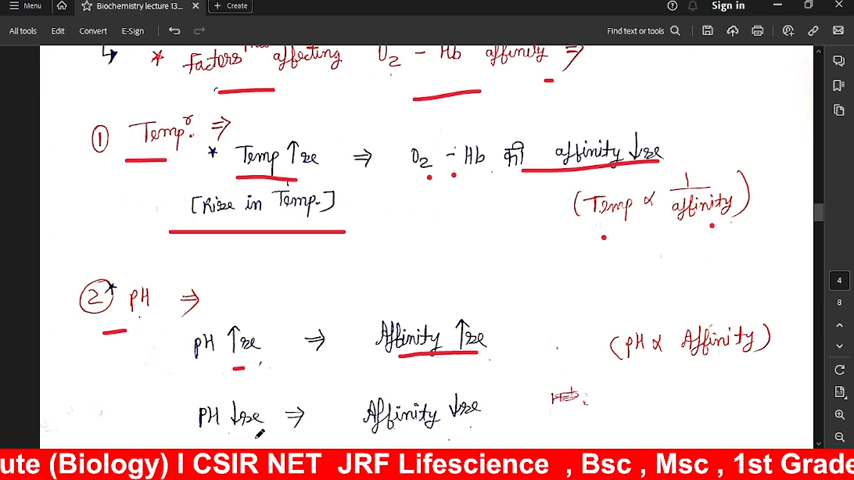 Menu
Biochemistry lecture 13...
Create
Sign in
All tools Edit Convert E-Sign
Find text or tools
Factors affecting O2 - Hb affinity ⇒
① Temp^r. ⇒
* Temp ↑se ⇒ O2 - Hb की affinity ↓se
[Rise in Temp.]
(Temp ∝ 1/affinity)
②* pH ⇒
pH ↑se ⇒ Affinity ↑se (pH ∝ Affinity)
PH ↓se ⇒ Affinity ↓se
4
8
ute (Biology) I CSIR NET JRF Lifescience , Bsc , Msc , 1st Grade